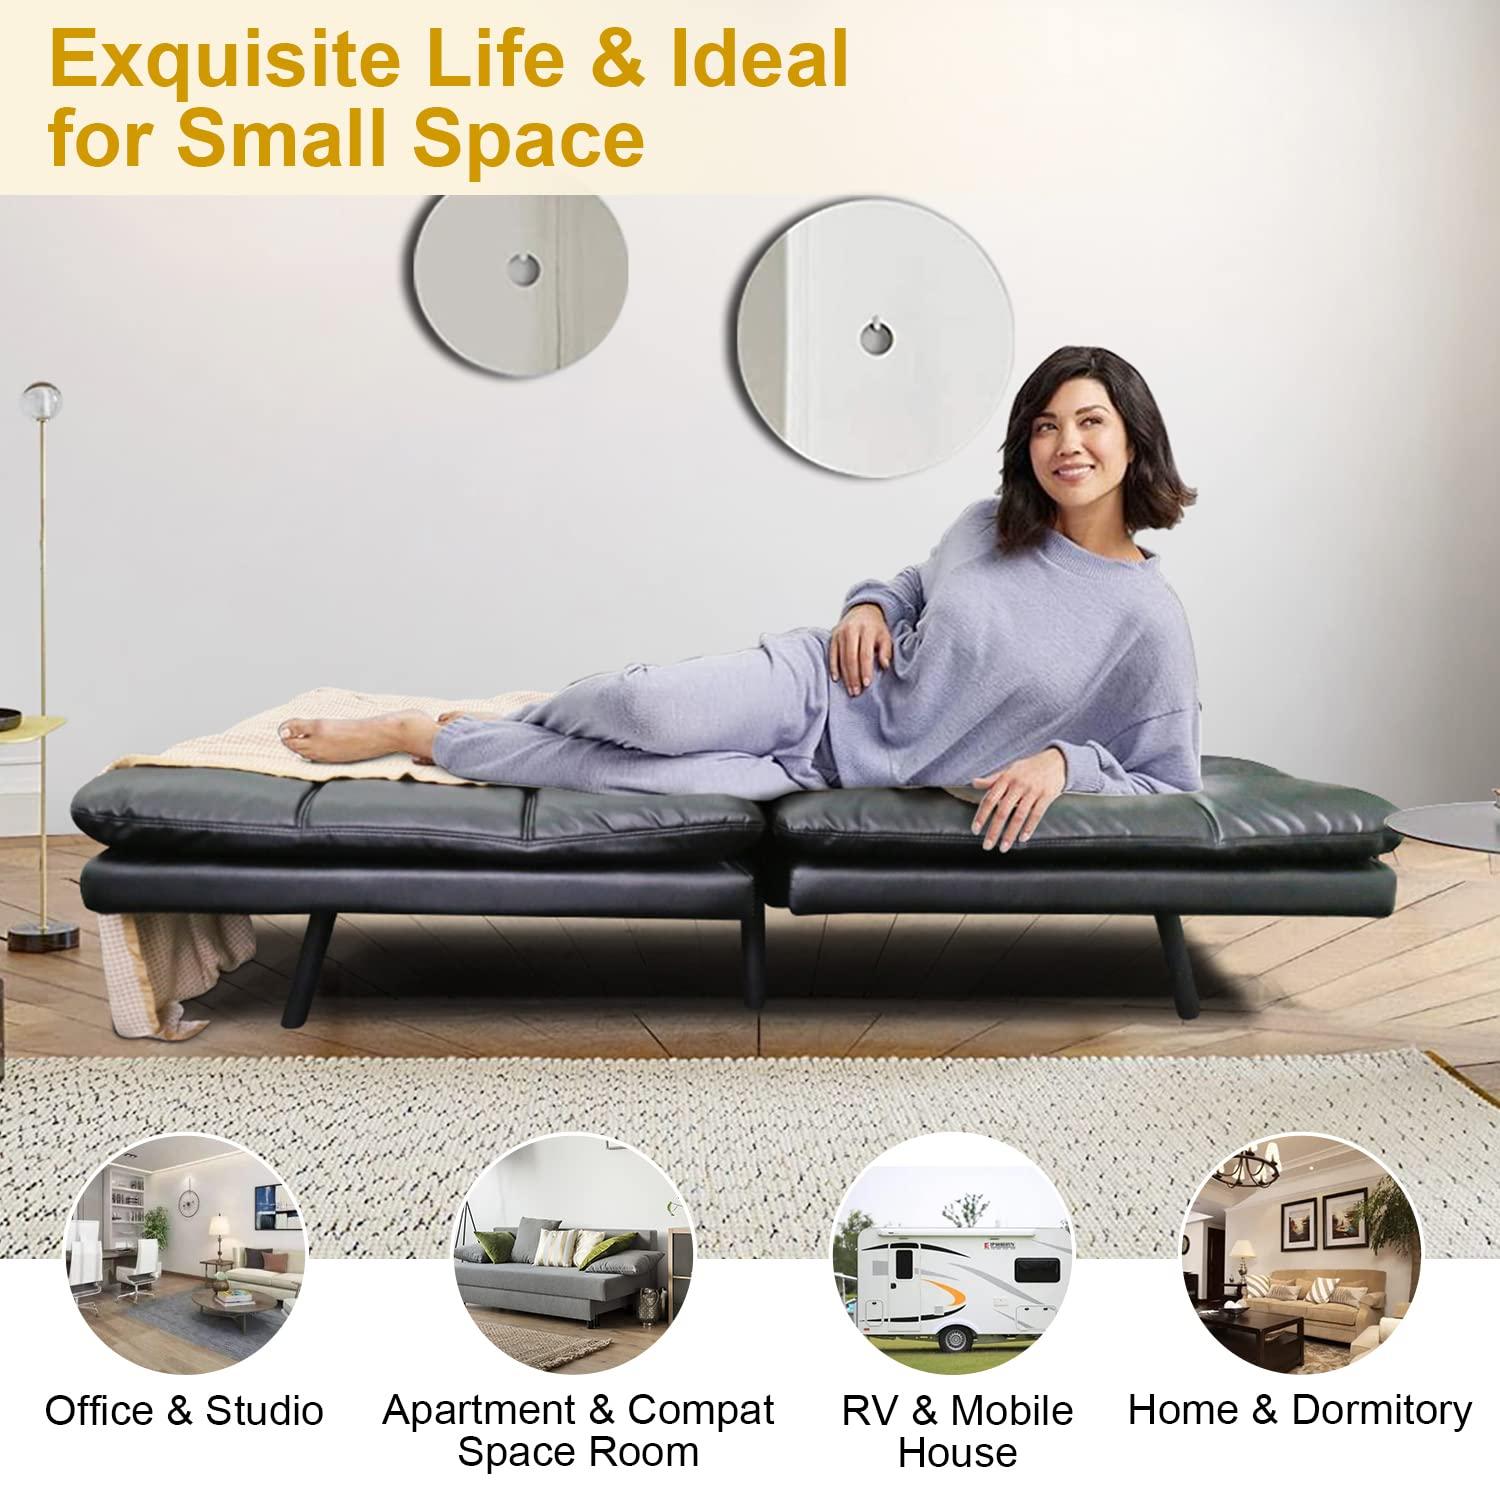 Exquisite Life & Ideal
for Small Space
Office & Studio
Apartment & Compat
Space Room
RV & Mobile
House
Home & Dormitory